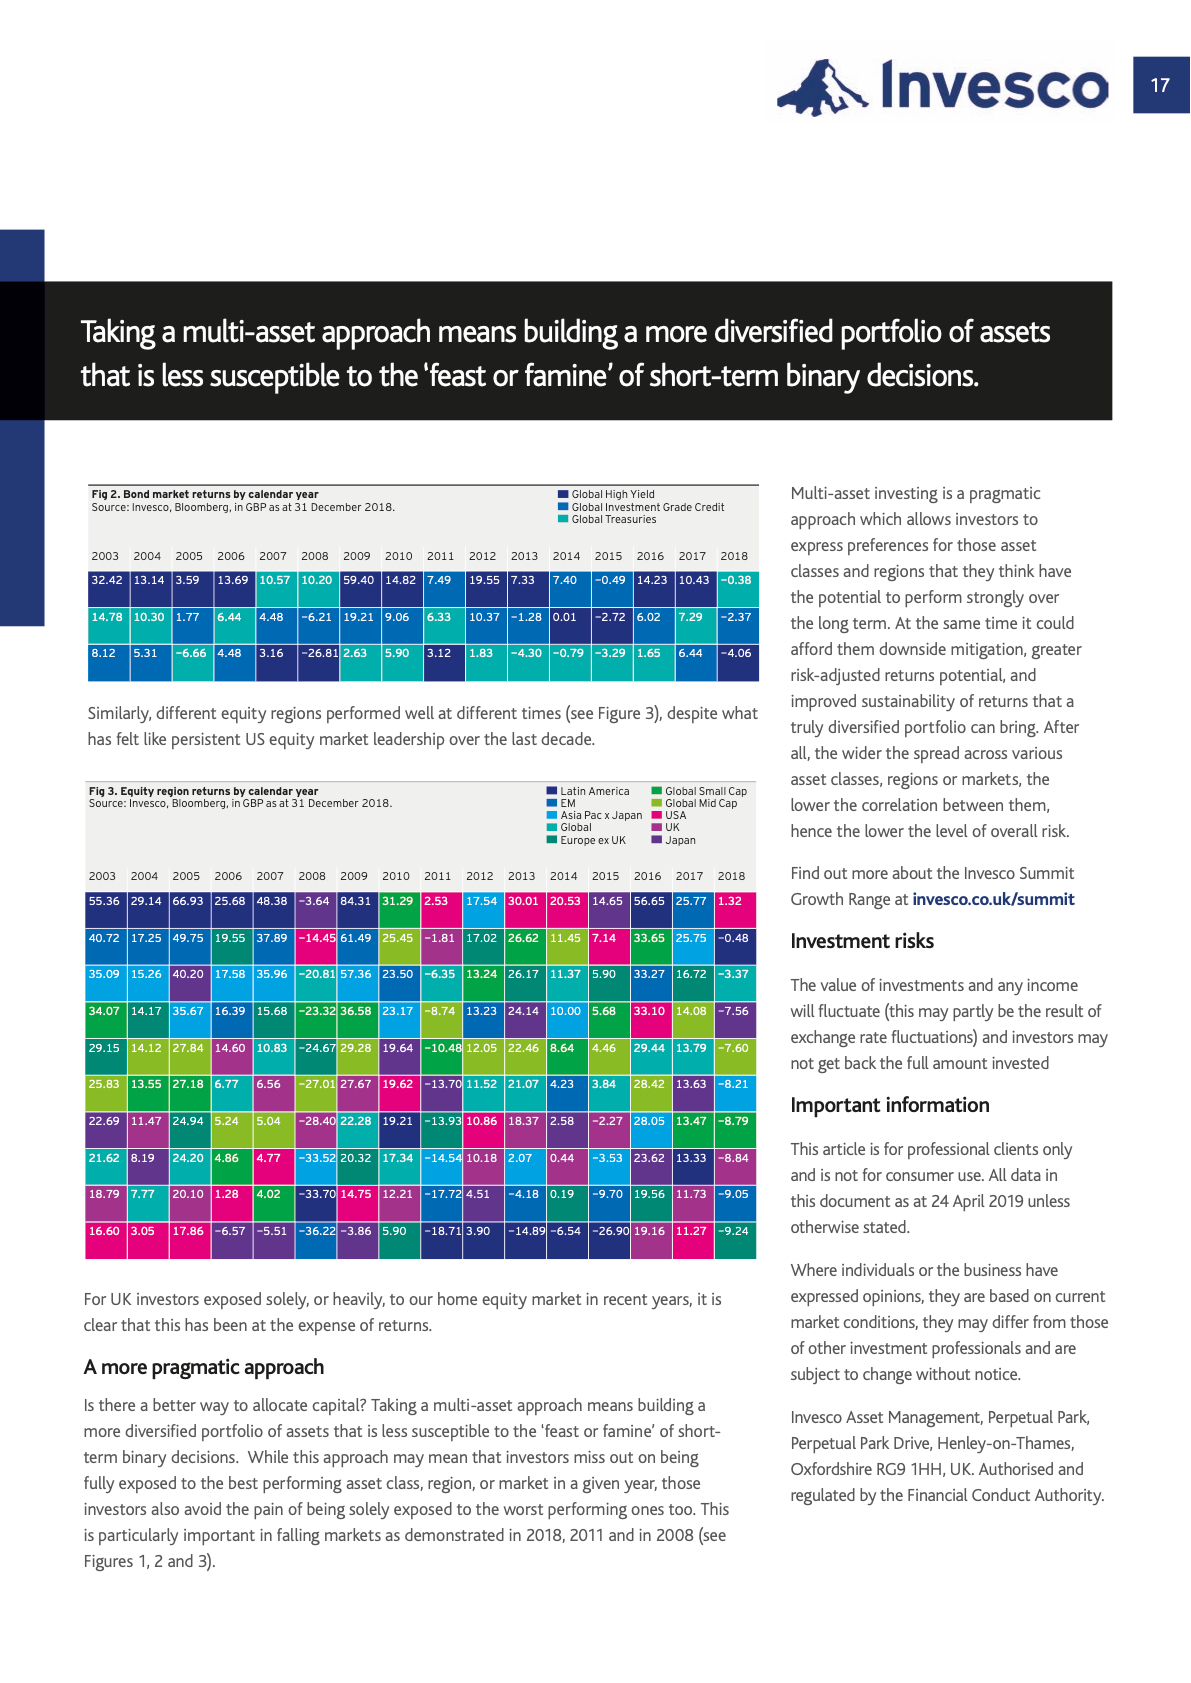 Invesco
17
Taking a multi-asset approach means building a more diversified portfolio of assets
that is less susceptible to the ‘feast or famine’ of short-term binary decisions.
Fig 2. Bond market returns by calendar year
Source: Invesco, Bloomberg, in GBP as at 31 December 2018.
Global High Yield
Global Investment Grade Credit
Global Treasuries
2003 2004 2005 2006 2007 2008 2009 2010 2011 2012 2013 2014 2015 2016 2017 2018
32.42 13.14 3.59 13.69 10.57 10.20 59.40 14.82 7.49 19.55 7.33 7.40 −0.49 14.23 10.43 −0.38
14.78 10.30 1.77 6.44 4.48 −6.21 19.21 9.06 6.33 10.37 −1.28 0.01 −2.72 6.02 7.29 −2.37
8.12 5.31 −6.66 4.48 3.16 −26.81 2.63 5.90 3.12 1.83 −4.30 −0.79 −3.29 1.65 6.44 −4.06
Similarly, different equity regions performed well at different times (see Figure 3), despite what
has felt like persistent US equity market leadership over the last decade.
Fig 3. Equity region returns by calendar year
Source: Invesco, Bloomberg, in GBP as at 31 December 2018.
Latin America Global Small Cap
EM Global Mid Cap
Asia Pac x Japan USA
Global UK
Europe ex UK Japan
2003 2004 2005 2006 2007 2008 2009 2010 2011 2012 2013 2014 2015 2016 2017 2018
55.36 29.14 66.93 25.68 48.38 −3.64 84.31 31.29 2.53 17.54 30.01 20.53 14.65 56.65 25.77 1.32
40.72 17.25 49.75 19.55 37.89 −14.45 61.49 25.45 −1.81 17.02 26.62 11.45 7.14 33.65 25.75 −0.48
35.09 15.26 40.20 17.58 35.96 −20.81 57.36 23.50 −6.35 13.24 26.17 11.37 5.90 33.27 16.72 −3.37
34.07 14.17 35.67 16.39 15.68 −23.32 36.58 23.17 −8.74 13.23 24.14 10.00 5.68 33.10 14.08 −7.56
29.15 14.12 27.84 14.60 10.83 −24.67 29.28 19.64 −10.48 12.05 22.46 8.64 4.46 29.44 13.79 −7.60
25.83 13.55 27.18 6.77 6.56 −27.01 27.67 19.62 −13.70 11.52 21.07 4.23 3.84 28.42 13.63 −8.21
22.69 11.47 24.94 5.24 5.04 −28.40 22.28 19.21 −13.93 10.86 18.37 2.58 −2.27 28.05 13.47 −8.79
21.62 8.19 24.20 4.86 4.77 −33.52 20.32 17.34 −14.54 10.18 2.07 0.44 −3.53 23.62 13.33 −8.84
18.79 7.77 20.10 1.28 4.02 −33.70 14.75 12.21 −17.72 4.51 −4.18 0.19 −9.70 19.56 11.73 −9.05
16.60 3.05 17.86 −6.57 −5.51 −36.22 −3.86 5.90 −18.71 3.90 −14.89 −6.54 −26.90 19.16 11.27 −9.24
For UK investors exposed solely, or heavily, to our home equity market in recent years, it is
clear that this has been at the expense of returns.
A more pragmatic approach
Is there a better way to allocate capital? Taking a multi-asset approach means building a
more diversified portfolio of assets that is less susceptible to the ‘feast or famine’ of short-
term binary decisions. While this approach may mean that investors miss out on being
fully exposed to the best performing asset class, region, or market in a given year, those
investors also avoid the pain of being solely exposed to the worst performing ones too. This
is particularly important in falling markets as demonstrated in 2018, 2011 and in 2008 (see
Figures 1, 2 and 3).
Multi-asset investing is a pragmatic
approach which allows investors to
express preferences for those asset
classes and regions that they think have
the potential to perform strongly over
the long term. At the same time it could
afford them downside mitigation, greater
risk-adjusted returns potential, and
improved sustainability of returns that a
truly diversified portfolio can bring. After
all, the wider the spread across various
asset classes, regions or markets, the
lower the correlation between them,
hence the lower the level of overall risk.
Find out more about the Invesco Summit
Growth Range at invesco.co.uk/summit
Investment risks
The value of investments and any income
will fluctuate (this may partly be the result of
exchange rate fluctuations) and investors may
not get back the full amount invested
Important information
This article is for professional clients only
and is not for consumer use. All data in
this document as at 24 April 2019 unless
otherwise stated.
Where individuals or the business have
expressed opinions, they are based on current
market conditions, they may differ from those
of other investment professionals and are
subject to change without notice.
Invesco Asset Management, Perpetual Park,
Perpetual Park Drive, Henley-on-Thames,
Oxfordshire RG9 1HH, UK. Authorised and
regulated by the Financial Conduct Authority.